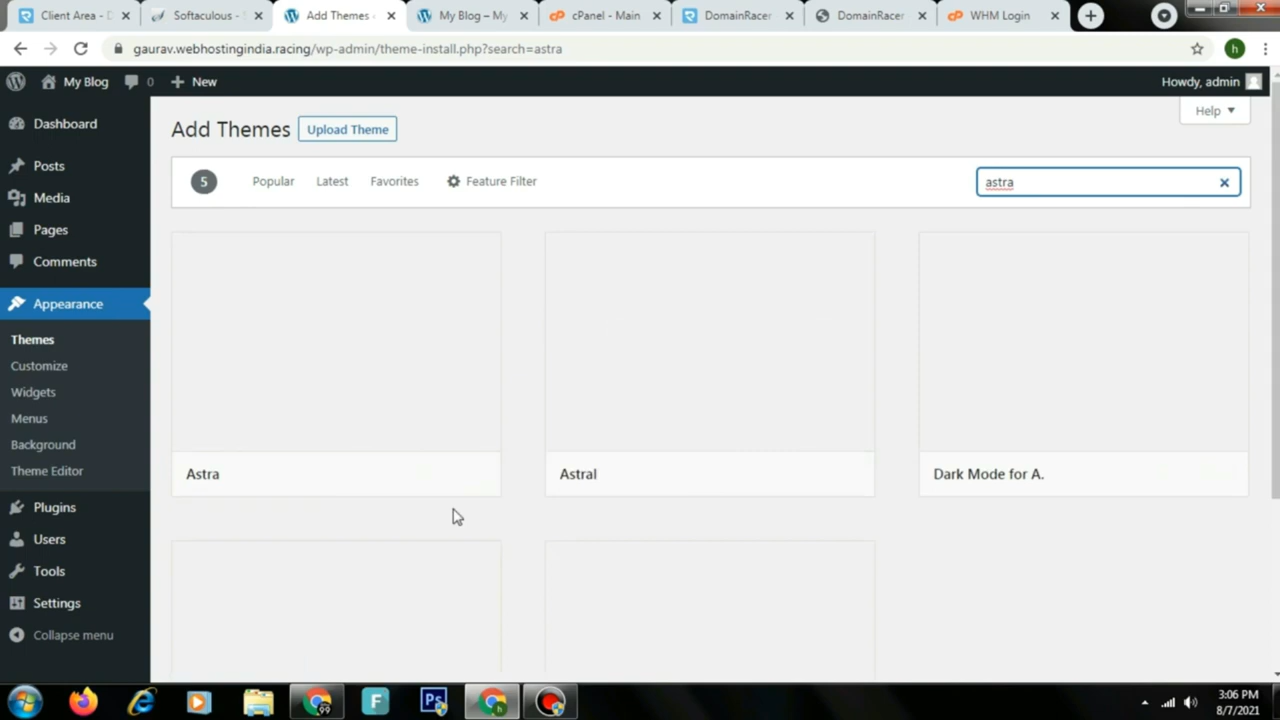 Client Area - D
Softaculous - S
Add Themes ‹
My Blog – My
cPanel - Main
DomainRacer
DomainRacer
WHM Login
gaurav.webhostingindia.racing/wp-admin/theme-install.php?search=astra
h
My Blog
0
New
Howdy, admin
Dashboard
Posts
Media
Pages
Comments
Appearance
Themes
Customize
Widgets
Menus
Background
Theme Editor
Plugins
Users
Tools
Settings
Collapse menu
Add Themes
Upload Theme
Help
5
Popular
Latest
Favorites
Feature Filter
astra
Astra
Astral
Dark Mode for A.
99
F
Ps
h
3:06 PM
8/7/2021